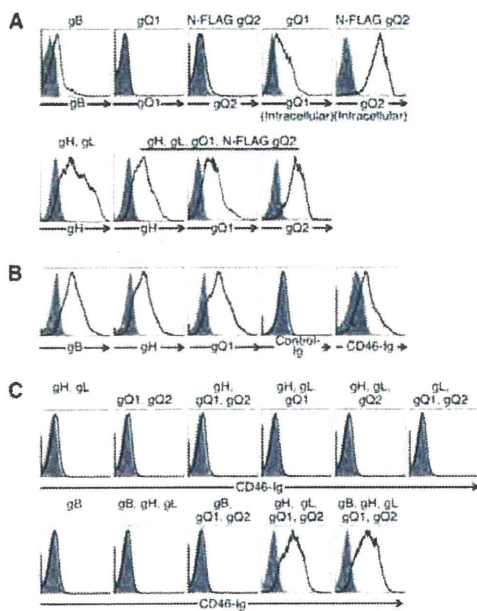 A
gB gQ1 N-FLAG gQ2 gQ1 N-FLAG gQ2
gB gQ1 gQ2 gQ1 gQ2
(Intracellular) (Intracellular)
gH, gL gH, gL, gQ1, N-FLAG gQ2
gH gH gQ1 gQ2
B
gB gH gQ1 Control-Ig CD46-Ig
C
gH, gL gQ1, gQ2 gH, gQ1, gQ2 gH, gL, gQ1 gH, gL, gQ2 gL, gQ1, gQ2
CD46-Ig
gB gB, gH, gL gB, gQ1, gQ2 gH, gL, gQ1, gQ2 gB, gH, gL, gQ1, gQ2
CD46-Ig